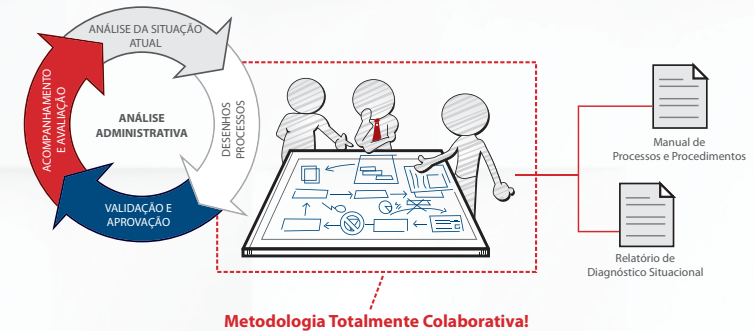 ANÁLISE DA SITUAÇÃO
ATUAL
ACOMPANHAMENTO
E AVALIAÇÃO
ANÁLISE
ADMINISTRATIVA
DESENHOS
PROCESSOS
VALIDAÇÃO E
APROVAÇÃO
Manual de
Processos e Procedimentos
Relatório de
Diagnóstico Situacional
Metodologia Totalmente Colaborativa!